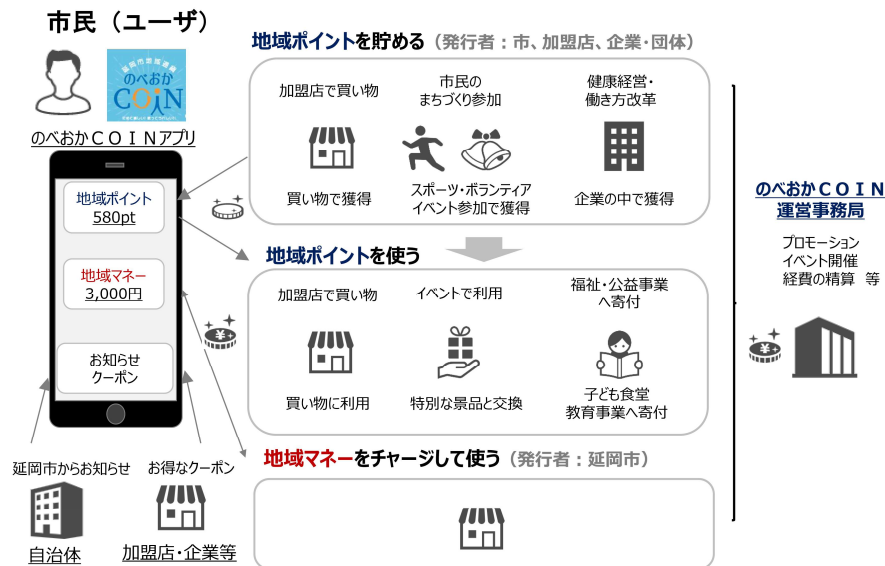 市民（ユーザ）
延岡市地域通貨
のべおか
COiN
のべおかＣＯＩＮアプリ
地域ポイント
580pt
地域マネー
3,000円
お知らせ
クーポン
延岡市からお知らせ
自治体
お得なクーポン
加盟店・企業等
地域ポイントを貯める（発行者：市、加盟店、企業・団体）
加盟店で買い物
買い物で獲得
市民の
まちづくり参加
スポーツ・ボランティア
イベント参加で獲得
健康経営・
働き方改革
企業の中で獲得
地域ポイントを使う
加盟店で買い物
買い物に利用
イベントで利用
特別な景品と交換
福祉・公益事業
へ寄付
子ども食堂
教育事業へ寄付
地域マネーをチャージして使う（発行者：延岡市）
のべおかＣＯＩＮ
運営事務局
プロモーション
イベント開催
経費の精算 等